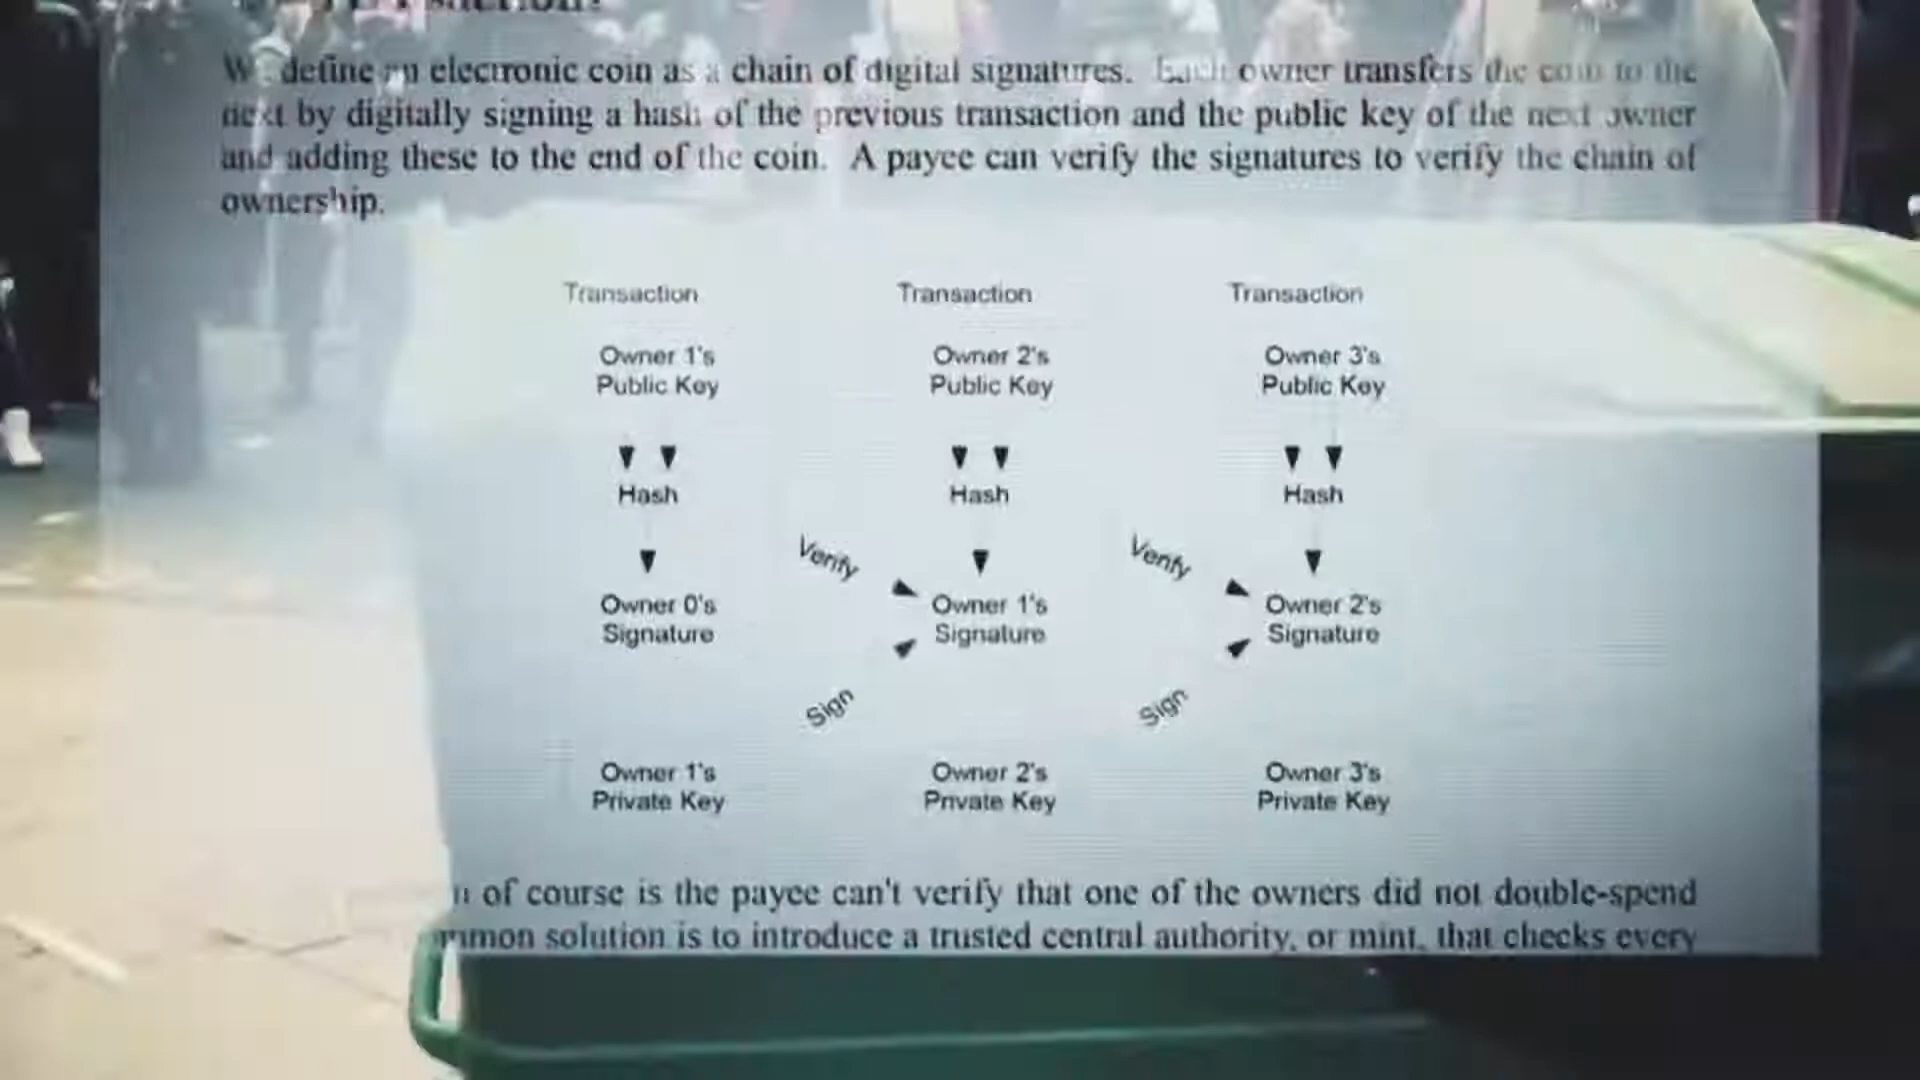 We define an electronic coin as a chain of digital signatures. Each owner transfers the coin to the
next by digitally signing a hash of the previous transaction and the public key of the next owner
and adding these to the end of the coin. A payee can verify the signatures to verify the chain of
ownership.
Transaction Transaction Transaction
Owner 1's Owner 2's Owner 3's
Public Key Public Key Public Key
Hash Hash Hash
Verify Verify
Owner 0's Owner 1's Owner 2's
Signature Signature Signature
Sign Sign
Owner 1's Owner 2's Owner 3's
Private Key Private Key Private Key
of course is the payee can't verify that one of the owners did not double-spend
solution is to introduce a trusted central authority, or mint, that checks every